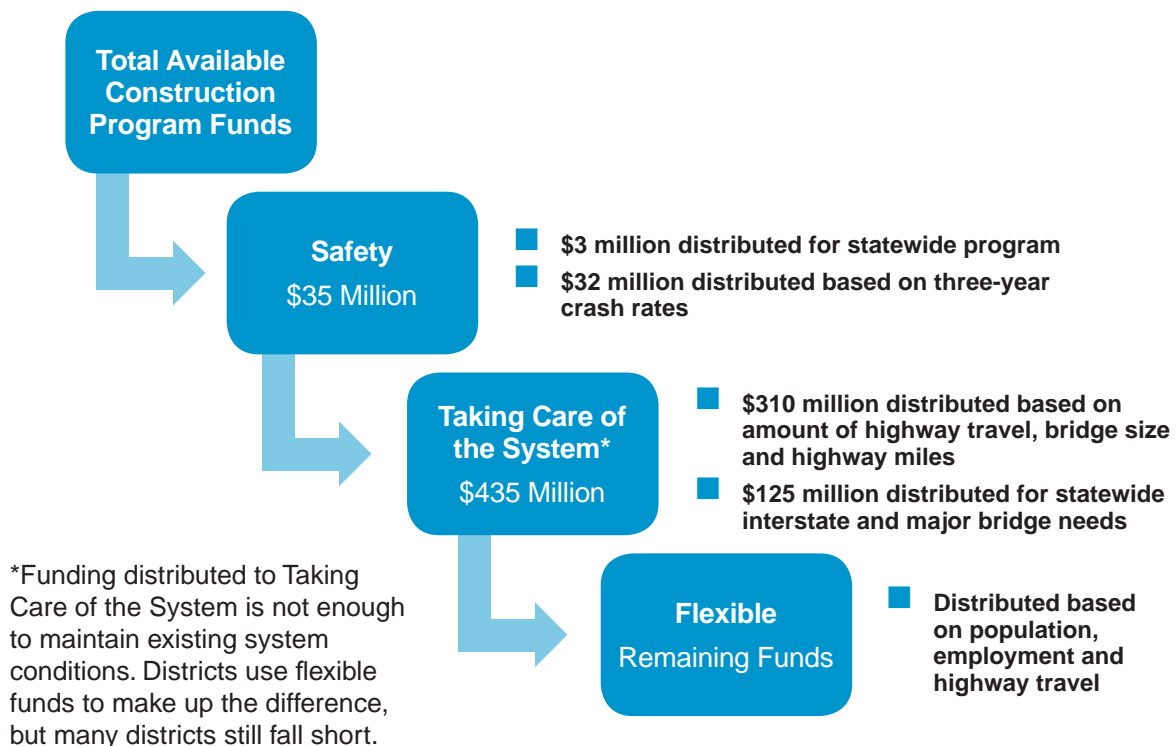 Total Available
Construction
Program Funds
Safety
$35 Million
$3 million distributed for statewide program
$32 million distributed based on three-year
crash rates
Taking Care of
the System*
$435 Million
$310 million distributed based on
amount of highway travel, bridge size
and highway miles
$125 million distributed for statewide
interstate and major bridge needs
Flexible
Remaining Funds
Distributed based
on population,
employment and
highway travel
*Funding distributed to Taking
Care of the System is not enough
to maintain existing system
conditions. Districts use flexible
funds to make up the difference,
but many districts still fall short.